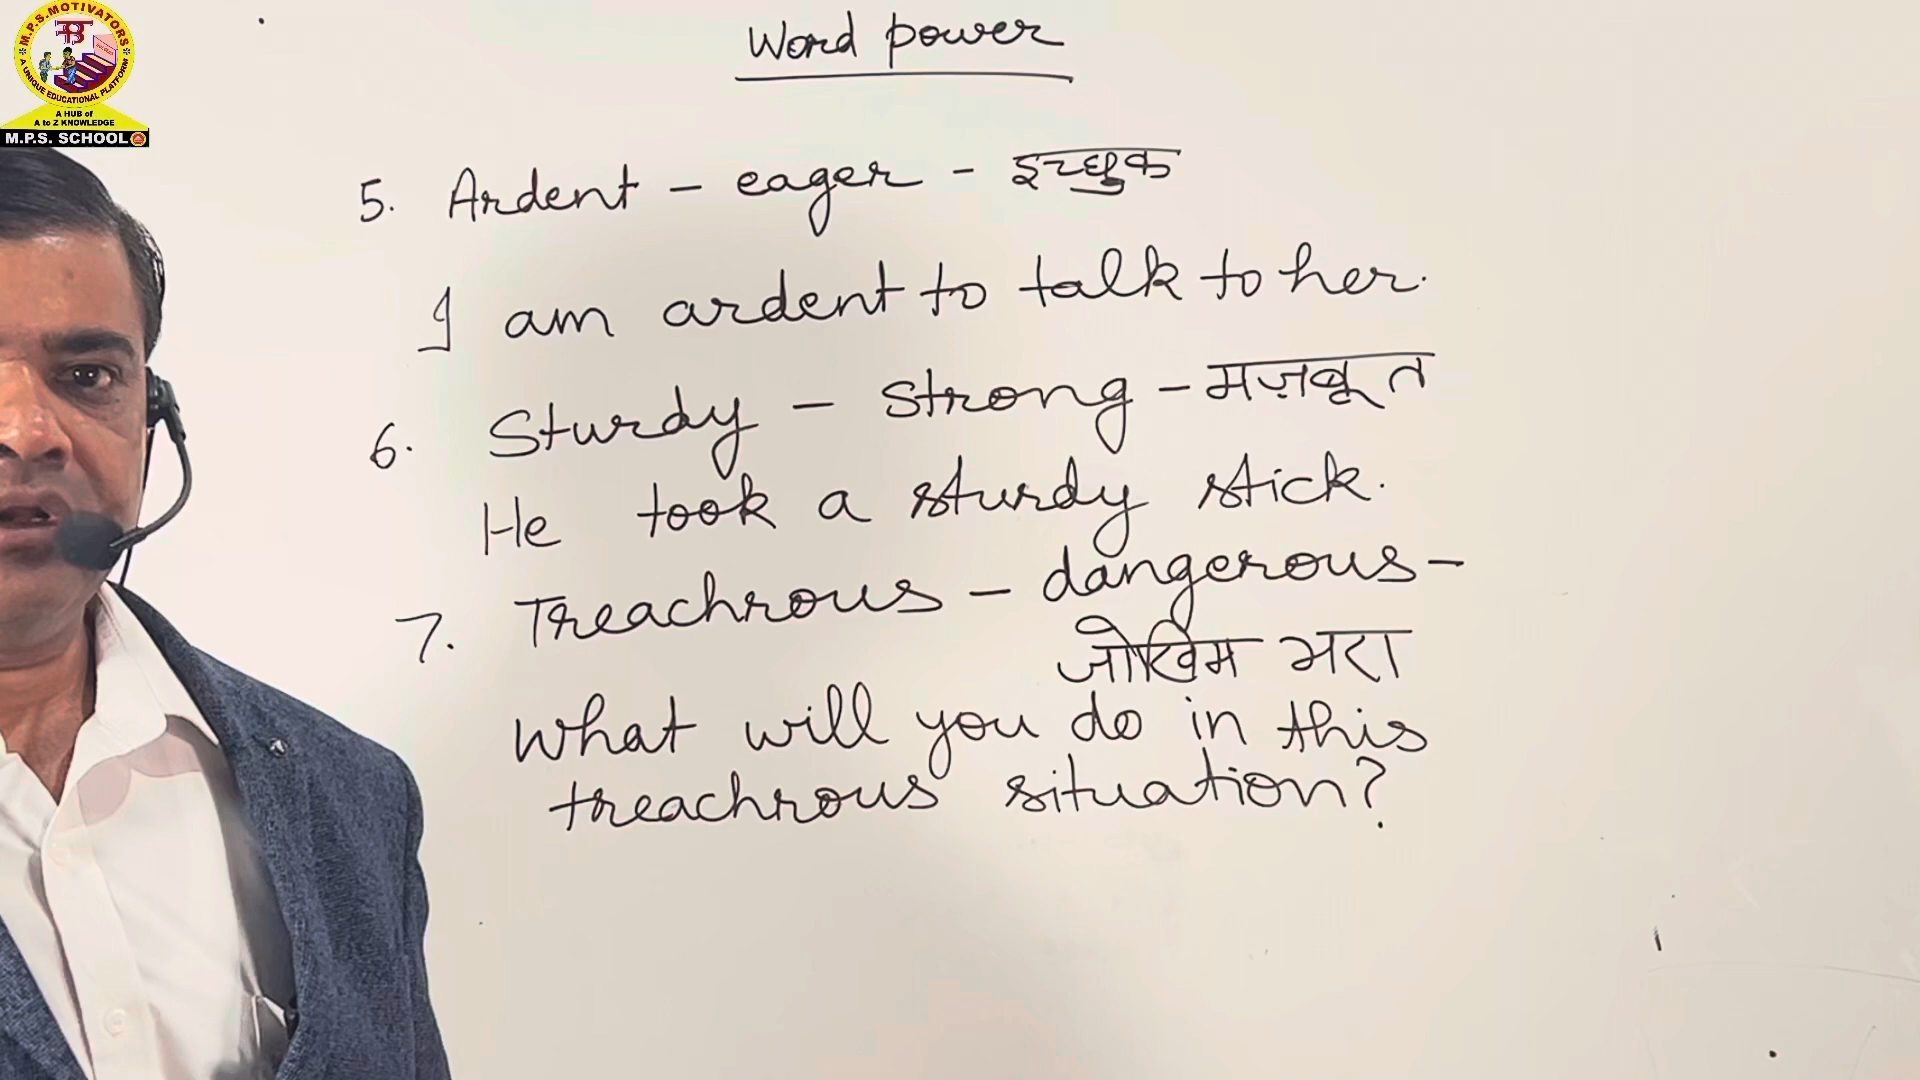 M.P.S.MOTIVATORS
A UNIQUE EDUCATIONAL PLATFORM
A HUB of
A to Z KNOWLEDGE
M.P.S. SCHOOL
Word power
5. Ardent - eager - इच्छुक
I am ardent to talk to her.
6. Sturdy - Strong - मज़बूत
He took a sturdy stick.
7. Treachrous - dangerous -
जोखिम भरा
What will you do in this
treachrous situation?